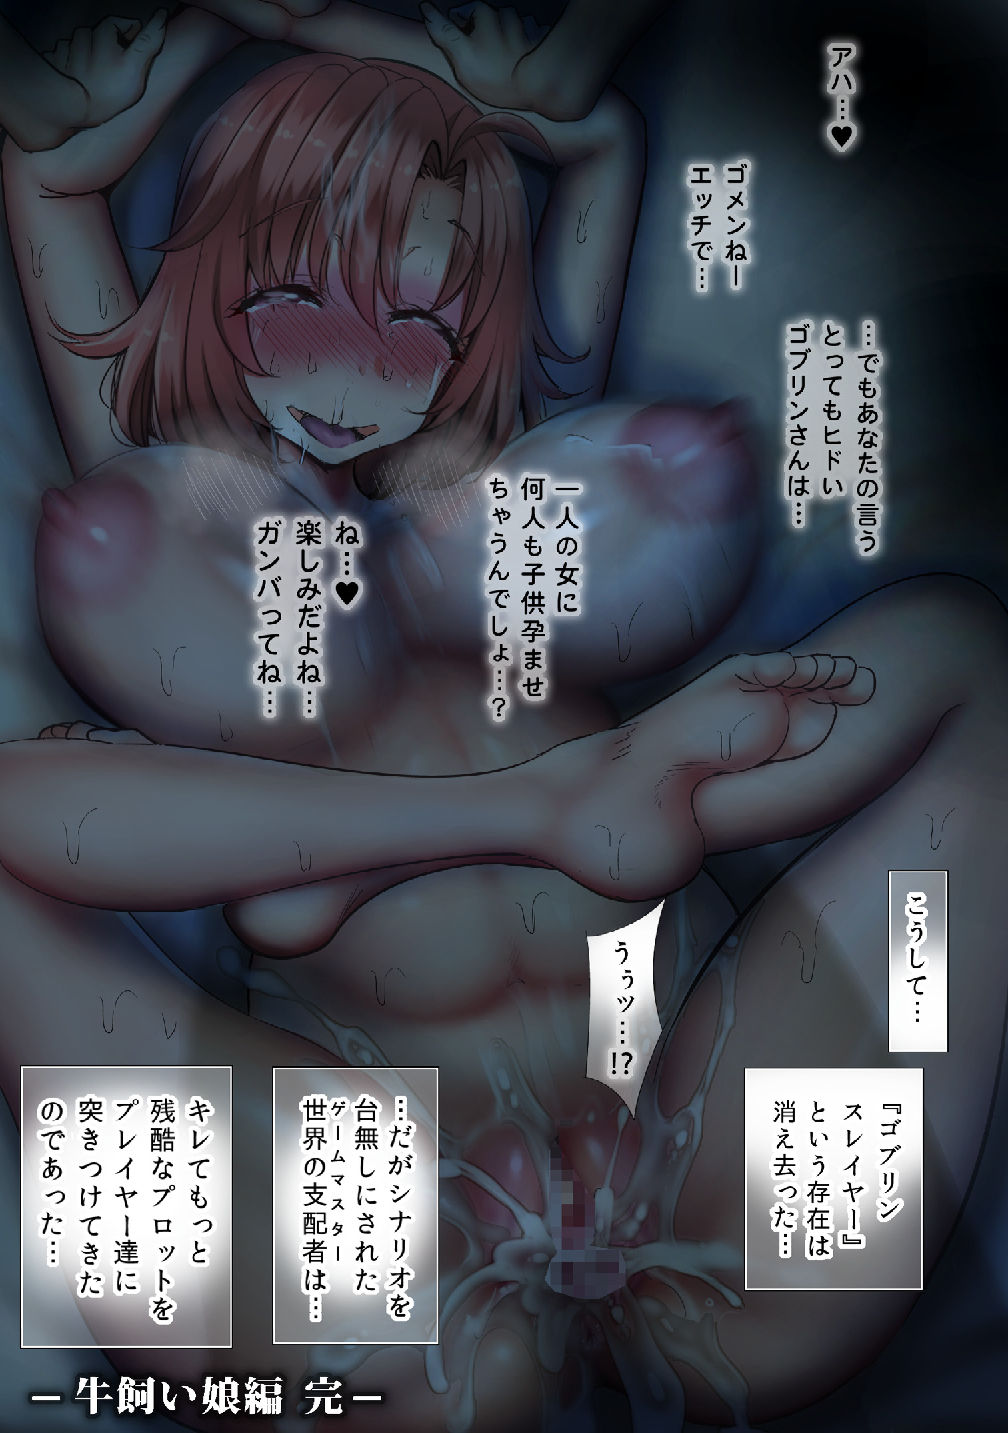 アハ…♥
ゴメンねー
エッチで…
…でもあなたの言う
とってもヒドい
ゴブリンさんは…
一人の女に
何人も子供孕ませ
ちゃうんでしょ…?
ね…♥
楽しみだよね…
ガンバってね…
うぅッ…!?
こうして…
『ゴブリン
スレイヤー』
という存在は
消え去った…
…だがシナリオを
台無しにされた
ゲームマスター
世界の支配者は…
キレてもっと
残酷なプロットを
プレイヤー達に
突きつけてきた
のであった…
－牛飼い娘編 完－